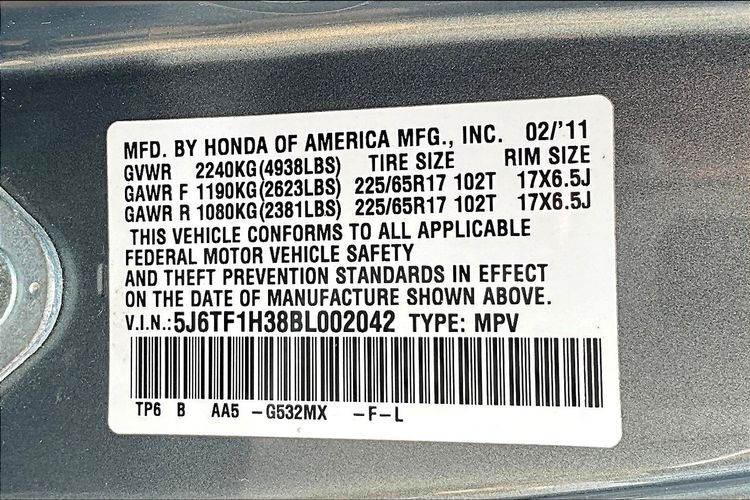 MFD. BY HONDA OF AMERICA MFG., INC. 02/'11
GVWR 2240KG(4938LBS) TIRE SIZE RIM SIZE
GAWR F 1190KG(2623LBS) 225/65R17 102T 17X6.5J
GAWR R 1080KG(2381LBS) 225/65R17 102T 17X6.5J
THIS VEHICLE CONFORMS TO ALL APPLICABLE
FEDERAL MOTOR VEHICLE SAFETY
AND THEFT PREVENTION STANDARDS IN EFFECT
ON THE DATE OF MANUFACTURE SHOWN ABOVE.
V.I.N.:5J6TF1H38BL002042 TYPE: MPV
TP6 B AA5 -G532MX -F-L